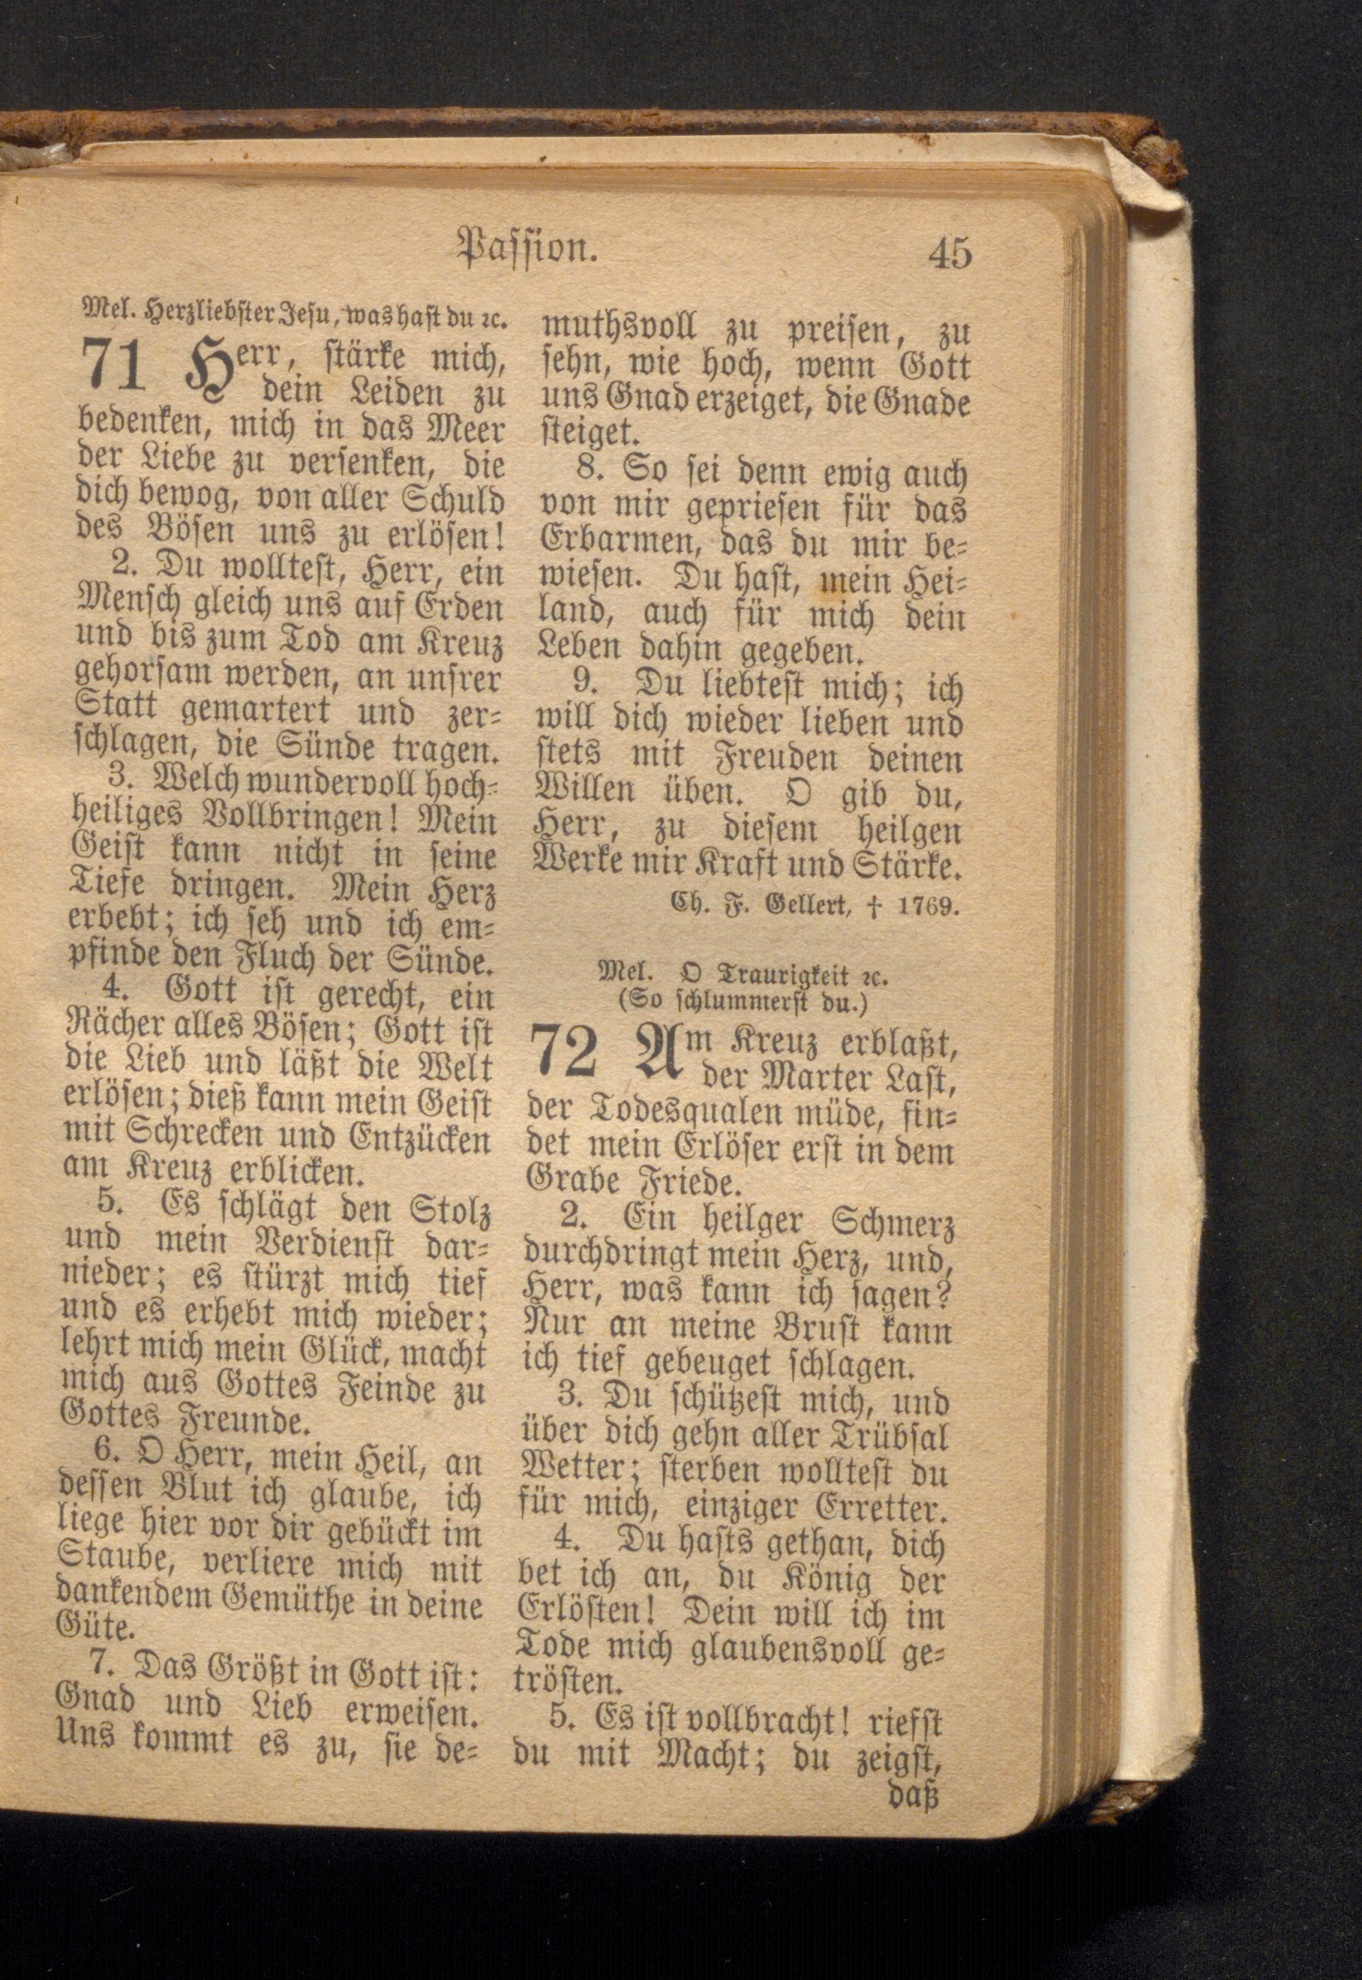 Passion.
45
Mel. Herzliebster Jesu, was hast du ꝛc.
71 Herr, stärke mich,
dein Leiden zu
bedenken, mich in das Meer
der Liebe zu versenken, die
dich bewog, von aller Schuld
des Bösen uns zu erlösen!
2. Du wolltest, Herr, ein
Mensch gleich uns auf Erden
und bis zum Tod am Kreuz
gehorsam werden, an unsrer
Statt gemartert und zer-
schlagen, die Sünde tragen.
3. Welch wundervoll hoch-
heiliges Vollbringen! Mein
Geist kann nicht in seine
Tiefe dringen. Mein Herz
erbebt; ich seh und ich em-
pfinde den Fluch der Sünde.
4. Gott ist gerecht, ein
Rächer alles Bösen; Gott ist
die Lieb und läßt die Welt
erlösen; dieß kann mein Geist
mit Schrecken und Entzücken
am Kreuz erblicken.
5. Es schlägt den Stolz
und mein Verdienst dar-
nieder; es stürzt mich tief
und es erhebt mich wieder;
lehrt mich mein Glück, macht
mich aus Gottes Feinde zu
Gottes Freunde.
6. O Herr, mein Heil, an
dessen Blut ich glaube, ich
liege hier vor dir gebückt im
Staube, verliere mich mit
dankendem Gemüthe in deine
Güte.
7. Das Größt in Gott ist:
Gnad und Lieb erweisen.
Uns kommt es zu, sie de-
muthsvoll zu preisen, zu
sehn, wie hoch, wenn Gott
uns Gnad erzeiget, die Gnade
steiget.
8. So sei denn ewig auch
von mir gepriesen für das
Erbarmen, das du mir be-
wiesen. Du hast, mein Hei-
land, auch für mich dein
Leben dahin gegeben.
9. Du liebtest mich; ich
will dich wieder lieben und
stets mit Freuden deinen
Willen üben. O gib du,
Herr, zu diesem heilgen
Werke mir Kraft und Stärke.
Ch. F. Gellert, † 1769.
Mel. O Traurigkeit ꝛc.
(So schlummerst du.)
72 Am Kreuz erblaßt,
der Marter Last,
der Todesqualen müde, fin-
det mein Erlöser erst in dem
Grabe Friede.
2. Ein heilger Schmerz
durchdringt mein Herz, und,
Herr, was kann ich sagen?
Nur an meine Brust kann
ich tief gebeuget schlagen.
3. Du schützest mich, und
über dich gehn aller Trübsal
Wetter; sterben wolltest du
für mich, einziger Erretter.
4. Du hasts gethan, dich
bet ich an, du König der
Erlösten! Dein will ich im
Tode mich glaubensvoll ge-
trösten.
5. Es ist vollbracht! riefst
du mit Macht; du zeigst,
daß